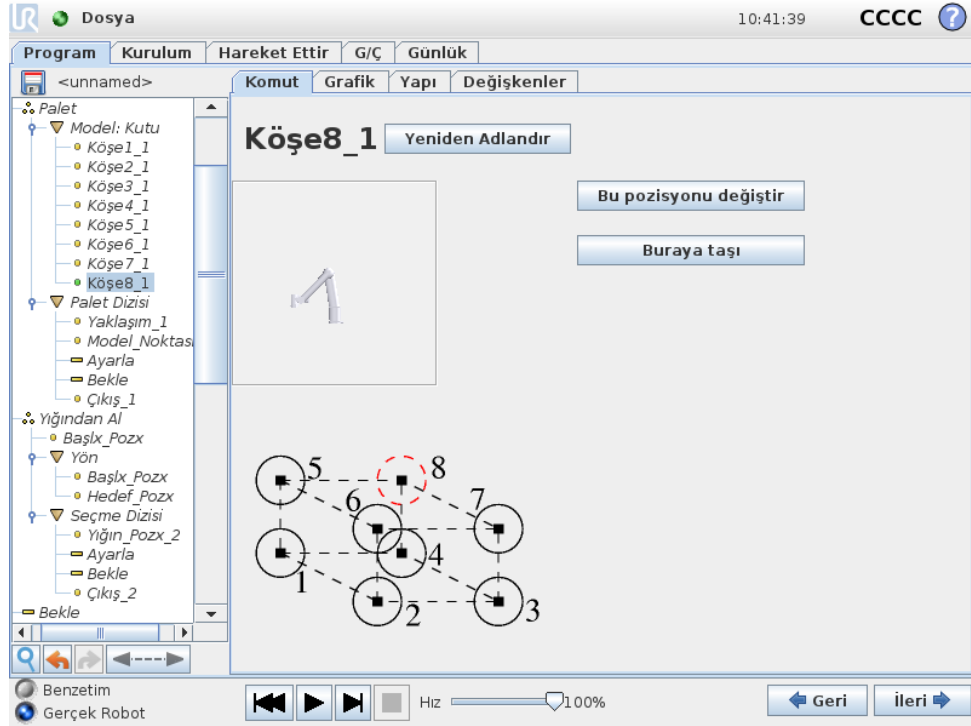 UR Dosya 10:41:39 CCCC ?
Program Kurulum Hareket Ettir G/Ç Günlük
<unnamed>
Komut Grafik Yapı Değişkenler
Palet
Model: Kutu
Köşe1_1
Köşe2_1
Köşe3_1
Köşe4_1
Köşe5_1
Köşe6_1
Köşe7_1
Köşe8_1
Palet Dizisi
Yaklaşım_1
Model_Noktası
Ayarla
Bekle
Çıkış_1
Yığından Al
Başlx_Pozx
Yön
Başlx_Pozx
Hedef_Pozx
Seçme Dizisi
Yığın_Pozx_2
Ayarla
Bekle
Çıkış_2
Bekle
Köşe8_1 Yeniden Adlandır
Bu pozisyonu değiştir
Buraya taşı
5 8
6 7
1 4
2 3
Benzetim
Gerçek Robot
Hız 100%
Geri İleri